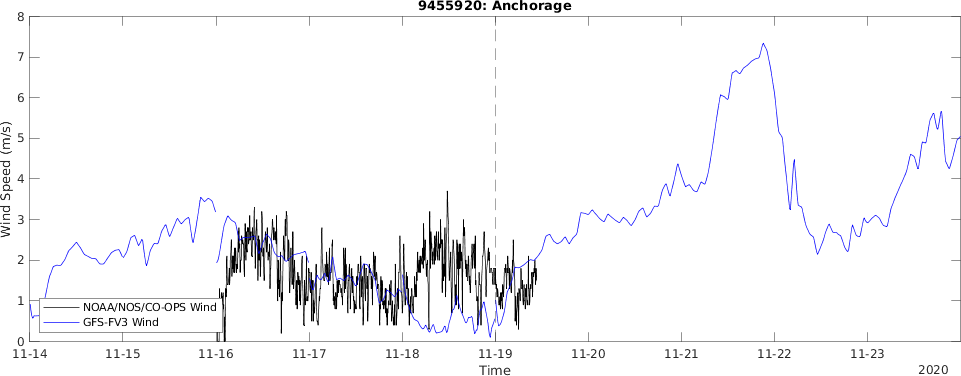 9455920: Anchorage
8
7
6
5
4
3
2
1
0
Wind Speed (m/s)
NOAA/NOS/CO-OPS Wind
GFS-FV3 Wind
11-14 11-15 11-16 11-17 11-18 11-19 11-20 11-21 11-22 11-23
Time
2020